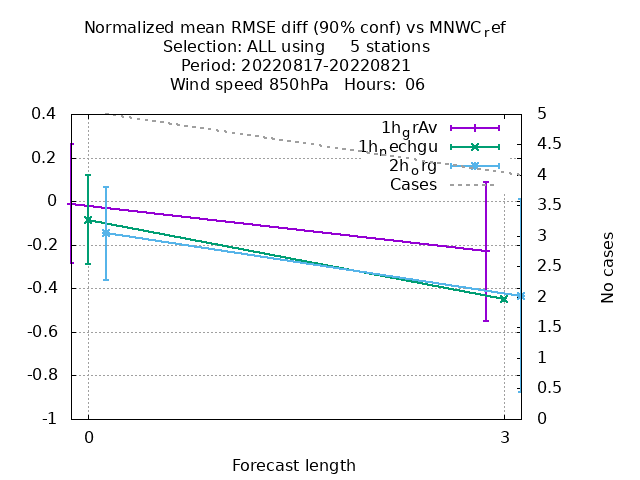 Normalized mean RMSE diff (90% conf) vs MNWC_ref
Selection: ALL using     5 stations
Period: 20220817-20220821
Wind speed 850hPa   Hours:  06
0.4
0.2
0
-0.2
-0.4
-0.6
-0.8
-1
5
4.5
4
3.5
3
2.5
2
1.5
1
0.5
0
1h_grAv
1h_nechgu
2h_org
Cases
No cases
0
3
Forecast length